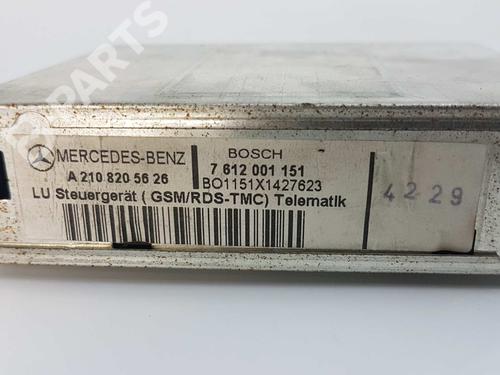 B PARTS
MERCEDES-BENZ BOSCH
A 210 820 56 26 7 612 001 151
BO1151X1427623
LU Steuergerät ( GSM/RDS-TMC) Telematik
4229